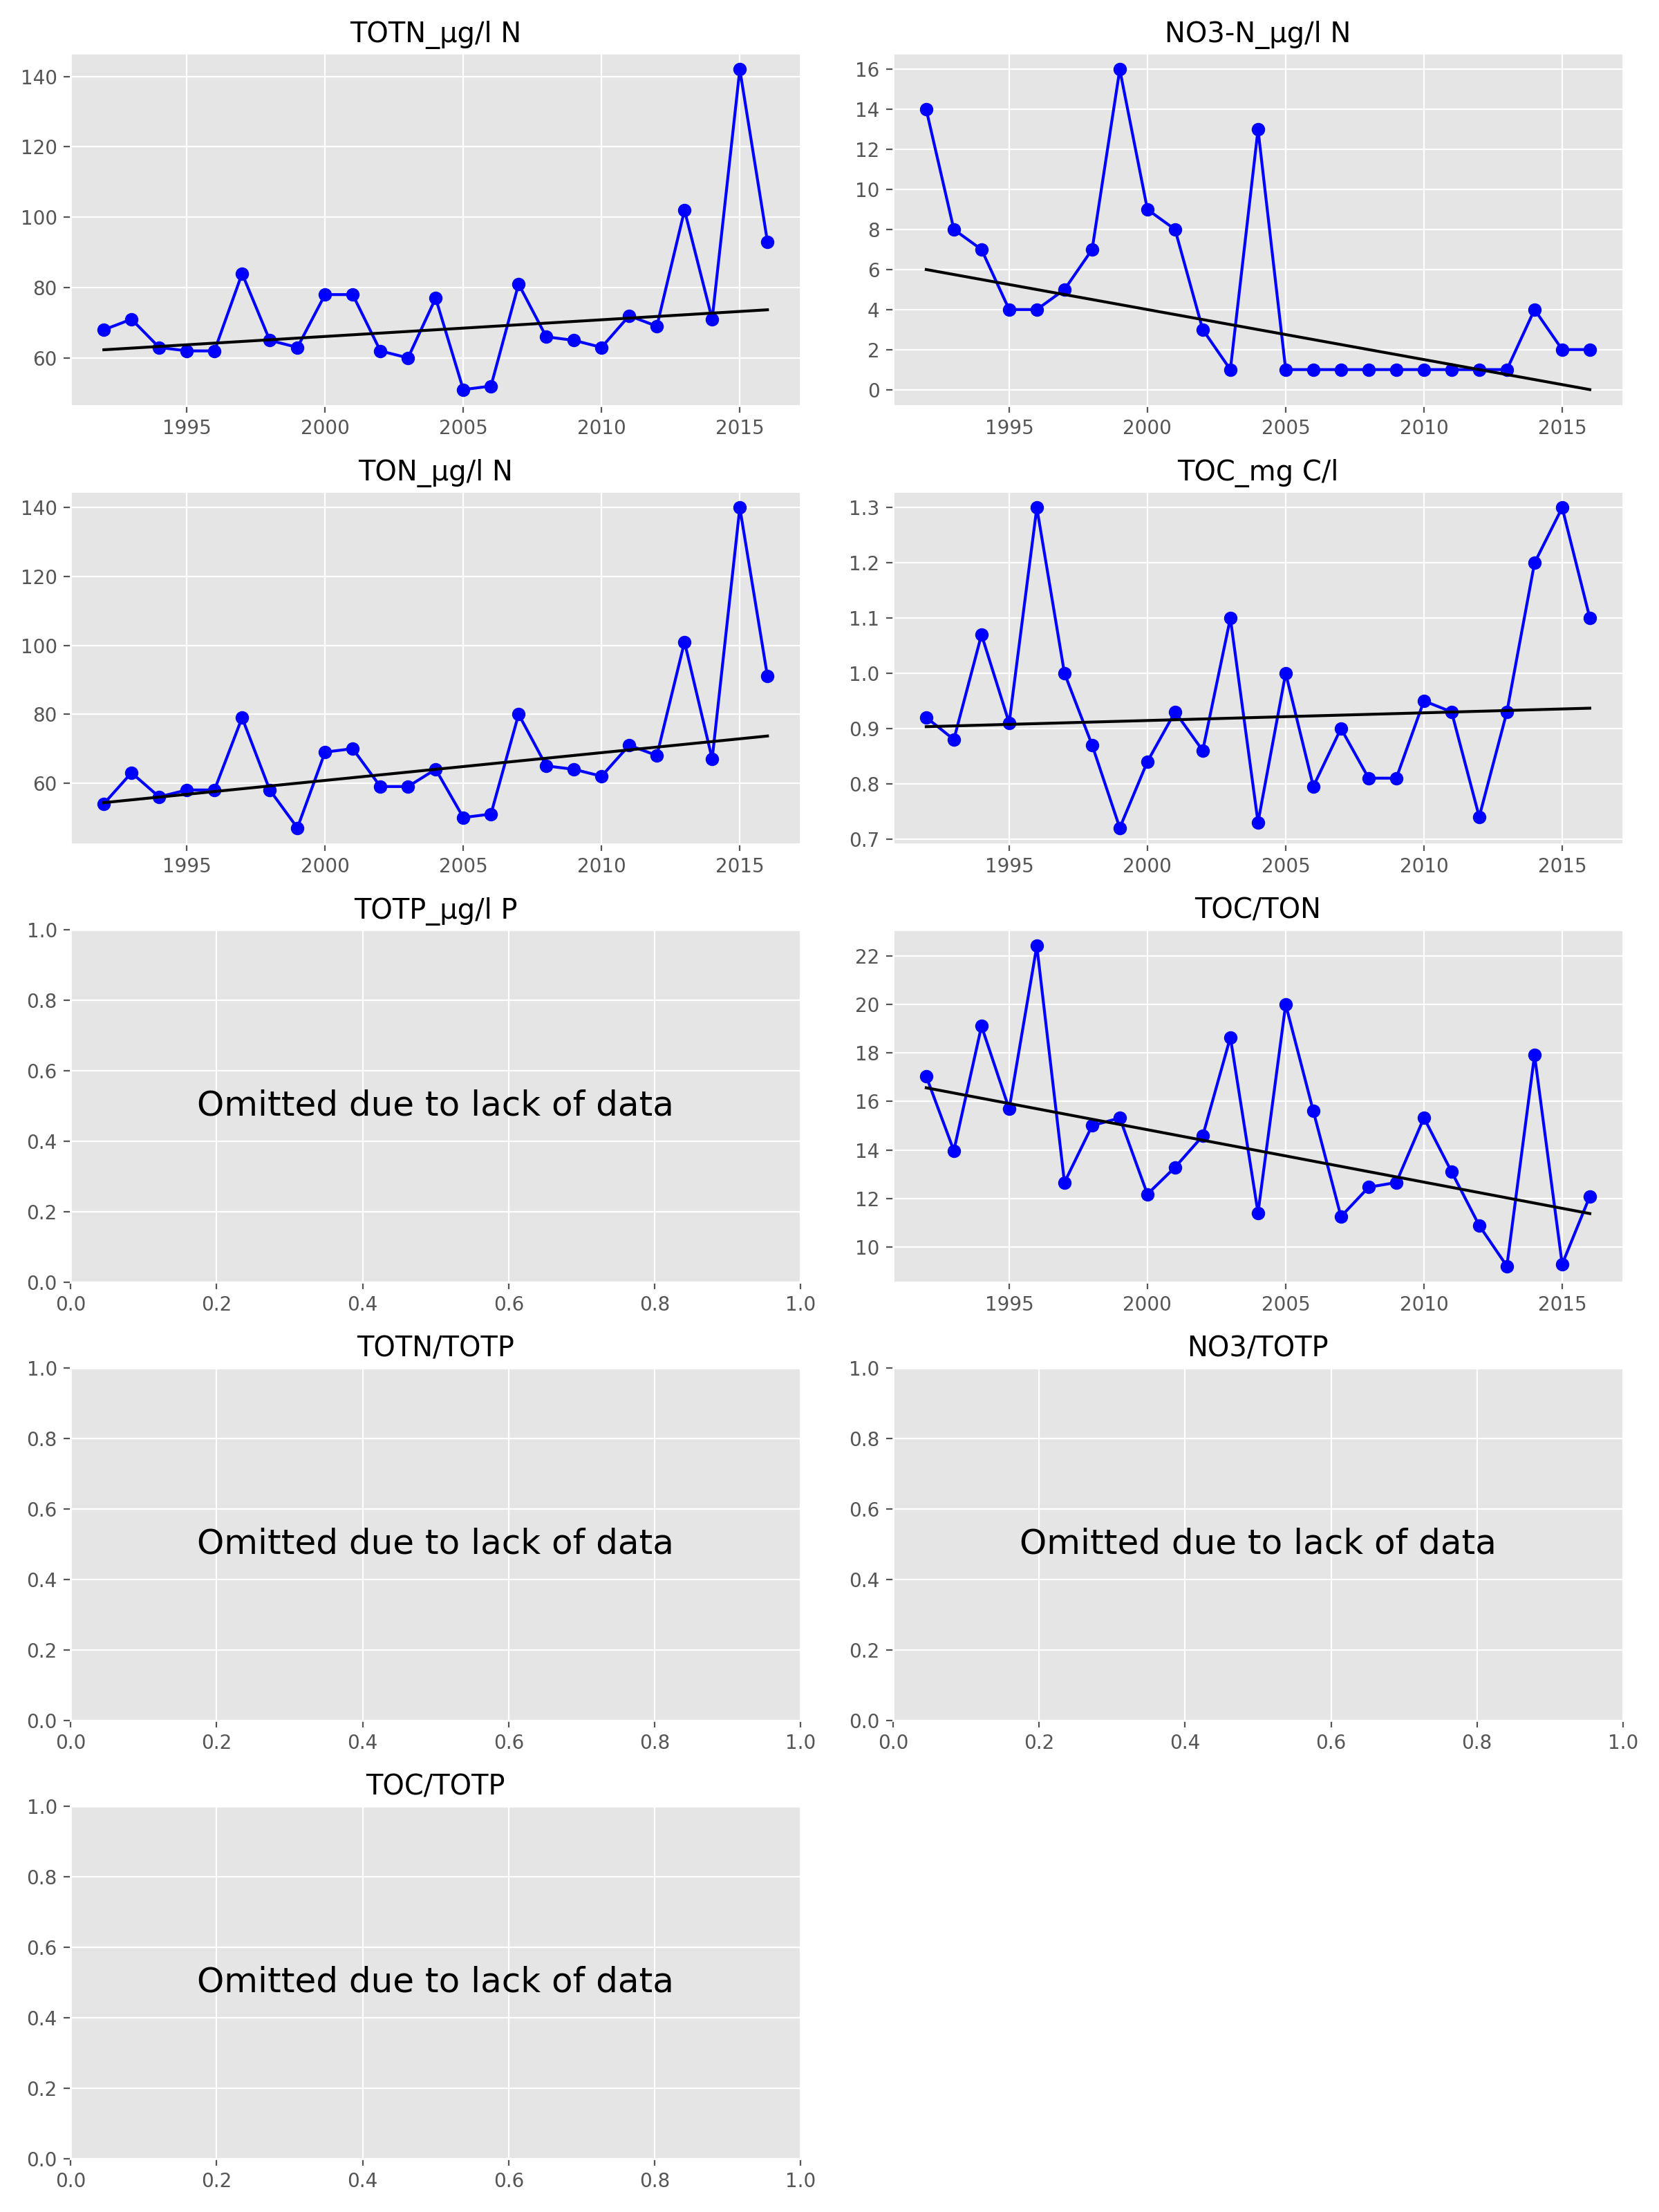 TOTN_µg/l N
140
120
100
80
60
1995 2000 2005 2010 2015
NO3-N_µg/l N
16
14
12
10
8
6
4
2
0
1995 2000 2005 2010 2015
TON_µg/l N
140
120
100
80
60
1995 2000 2005 2010 2015
TOC_mg C/l
1.3
1.2
1.1
1.0
0.9
0.8
0.7
1995 2000 2005 2010 2015
TOTP_µg/l P
1.0
0.8
0.6
Omitted due to lack of data
0.4
0.2
0.0
0.0 0.2 0.4 0.6 0.8 1.0
TOC/TON
22
20
18
16
14
12
10
1995 2000 2005 2010 2015
TOTN/TOTP
1.0
0.8
0.6
Omitted due to lack of data
0.4
0.2
0.0
0.0 0.2 0.4 0.6 0.8 1.0
NO3/TOTP
1.0
0.8
0.6
Omitted due to lack of data
0.4
0.2
0.0
0.0 0.2 0.4 0.6 0.8 1.0
TOC/TOTP
1.0
0.8
0.6
Omitted due to lack of data
0.4
0.2
0.0
0.0 0.2 0.4 0.6 0.8 1.0